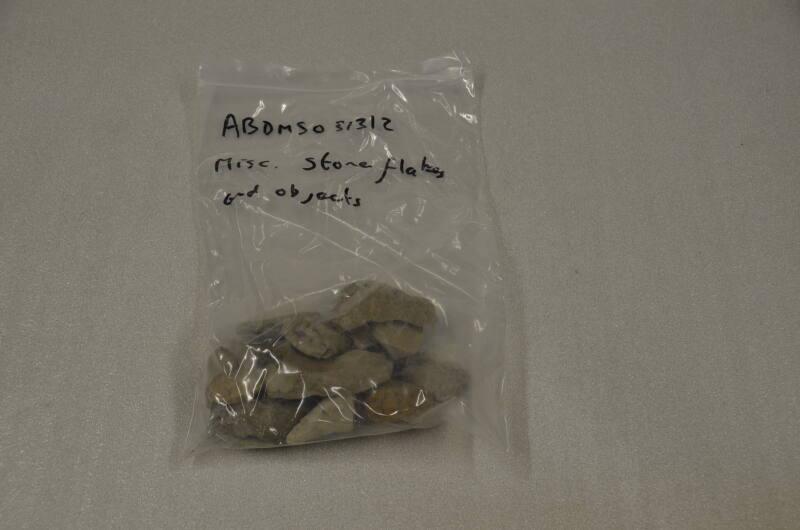 ABDMS051312
Misc. Stone flakes
and objects